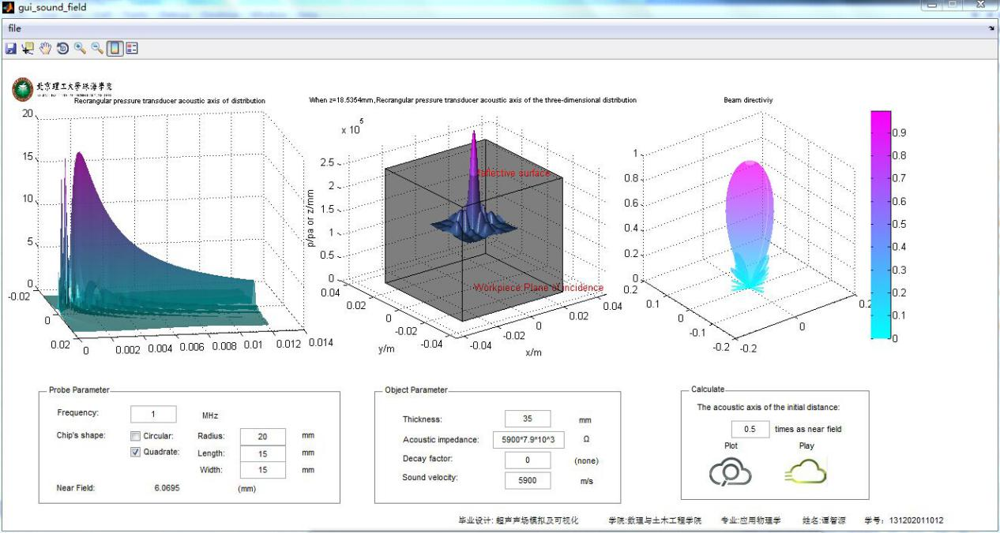 gui_sound_field
file
北京理工大学珠海学院
Recrangular pressure transducer acoustic axis of distribution
When z=18.5354mm,Recrangular pressure transducer acoustic axis of the three-dimensional distribution
Beam directiviy
20
15
10
5
0
-0.02
0
0.02
0
0.002
0.004
0.006
0.008
0.01
0.012
0.014
x 10^5
2.5
2
1.5
1
0.5
0
p/pa or z/mm
Reflective surface
Workpiece:Plane of incidence
0.04
0.02
0
-0.02
-0.04
y/m
-0.04
-0.02
0
0.02
0.04
x/m
1
0.8
0.6
0.4
0.2
0
0.2
0.1
0
-0.1
-0.2
-0.2
0
0.2
0.9
0.8
0.7
0.6
0.5
0.4
0.3
0.2
0.1
0
Probe Parameter
Frequency: 1 MHz
Chip's shape: Circular: Radius: 20 mm
Quadrate: Length: 15 mm
Width: 15 mm
Near Field: 6.0695 (mm)
Object Parameter
Thickness: 35 mm
Acoustic impedance: 5900*7.9*10^3 Ω
Decay factor: 0 (none)
Sound velocity: 5900 m/s
Calculate
The acoustic axis of the initial distance:
0.5 times as near field
Plot Play
毕业设计: 超声声场模拟及可视化 学院:数理与土木工程学院 专业:应用物理学 姓名:谭智源 学号: 131202011012